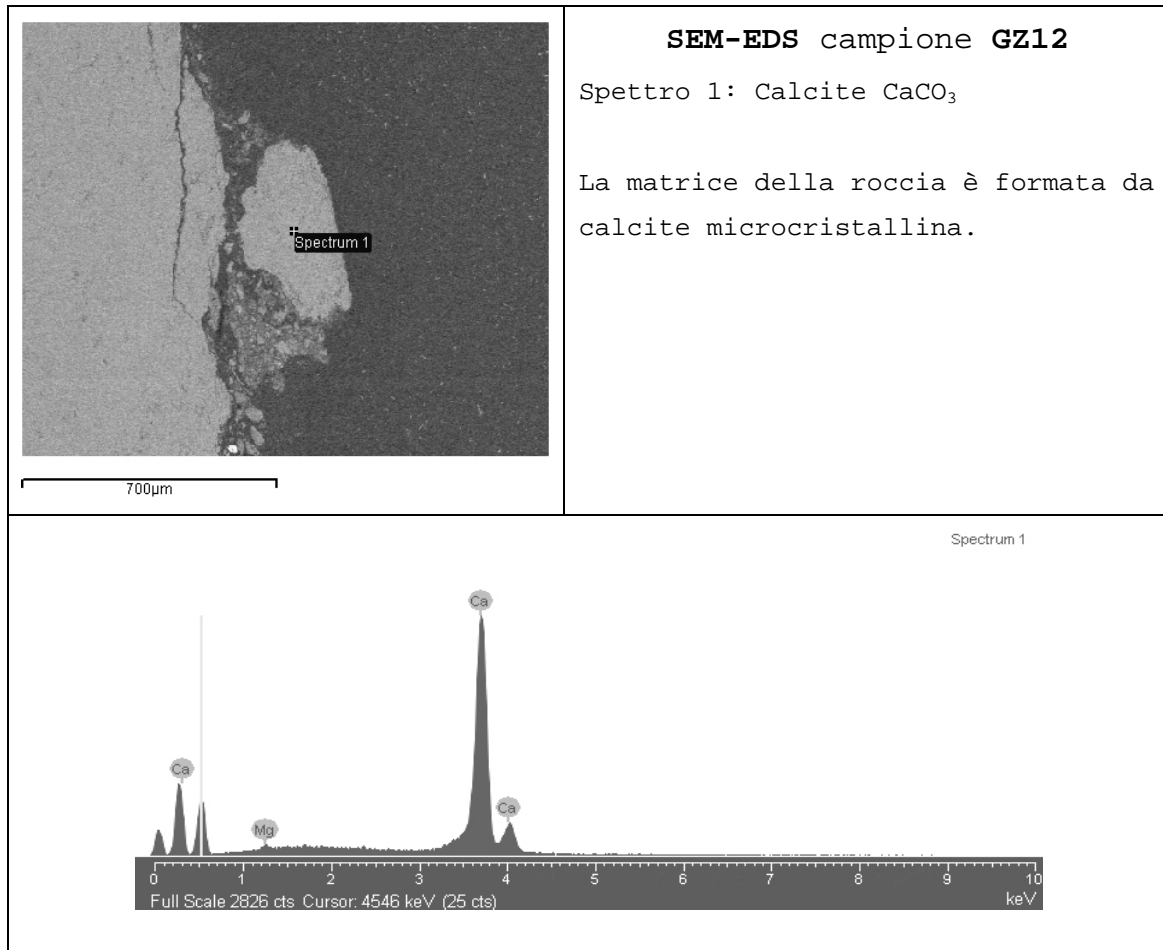 Spectrum 1
700µm
SEM-EDS campione GZ12
Spettro 1: Calcite CaCO₃
La matrice della roccia è formata da
calcite microcristallina.
Spectrum 1
Ca
Ca
Mg
Ca
0 1 2 3 4 5 6 7 8 9 10
Full Scale 2826 cts Cursor: 4546 keV (25 cts) keV